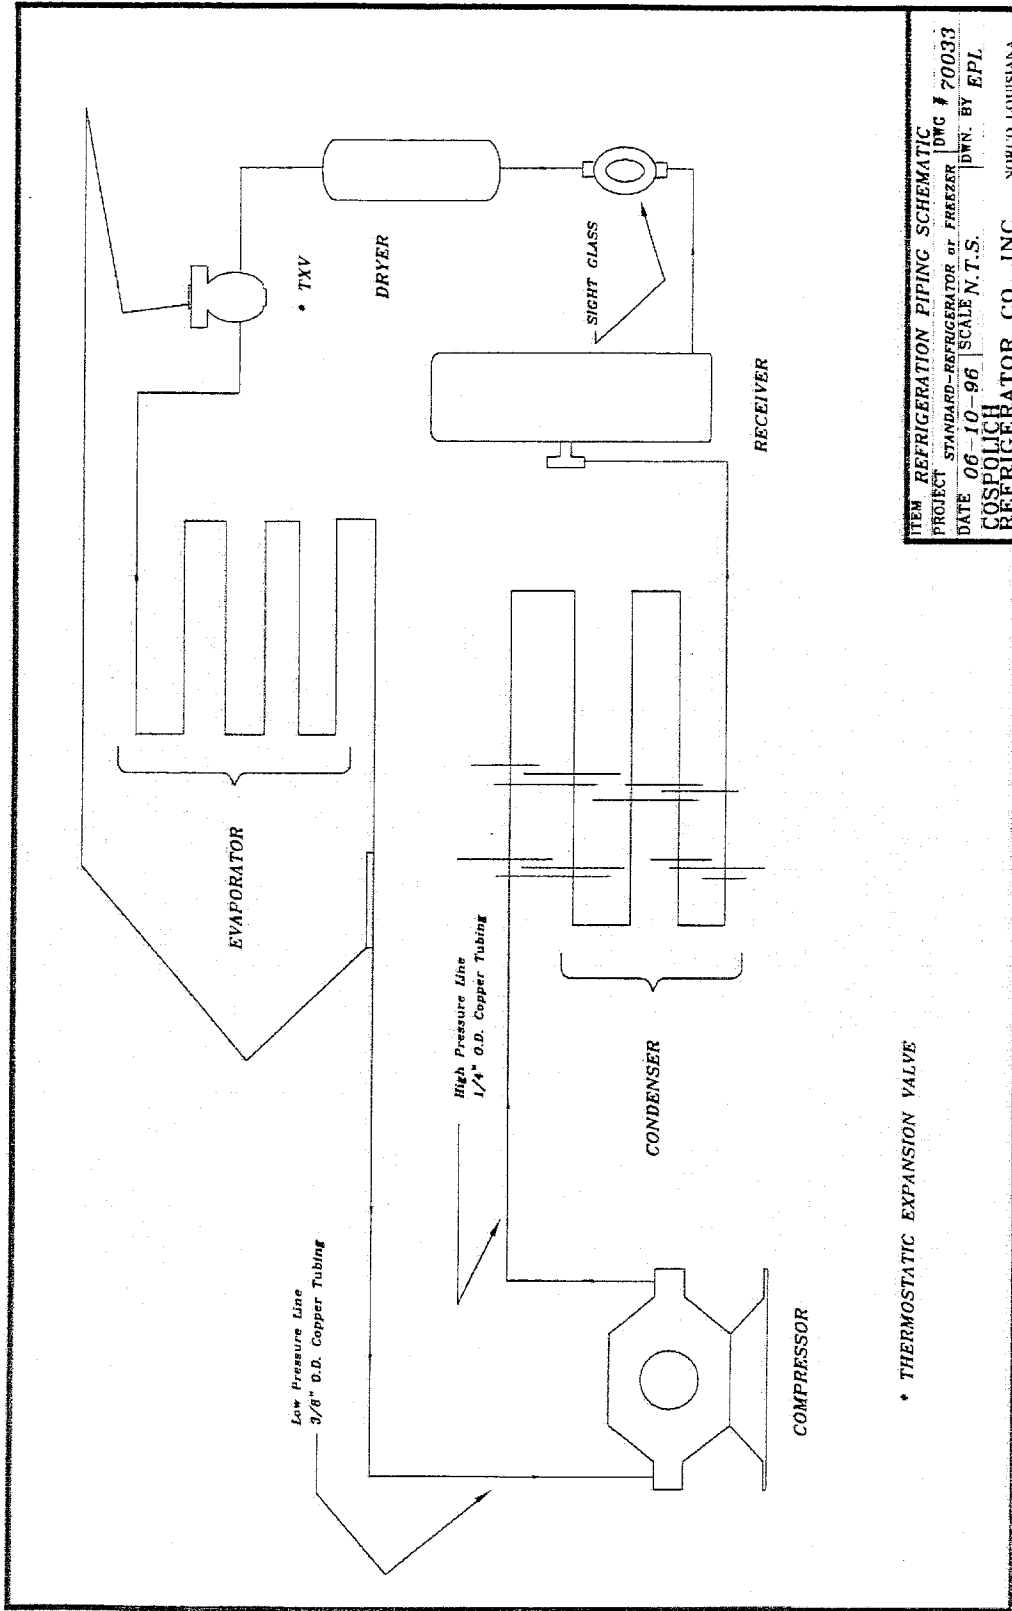 Low Pressure Line
3/8" O.D. Copper Tubing
High Pressure Line
1/4" O.D. Copper Tubing
EVAPORATOR
* TXV
DRYER
SIGHT GLASS
RECEIVER
CONDENSER
COMPRESSOR
* THERMOSTATIC EXPANSION VALVE
ITEM REFRIGERATION PIPING SCHEMATIC
PROJECT STANDARD-REFRIGERATOR or FREEZER DWG # 70033
DATE 06-10-96 SCALE N.T.S. DWN. BY EPL
COSPOLICH
REFRIGERATOR CO., INC.